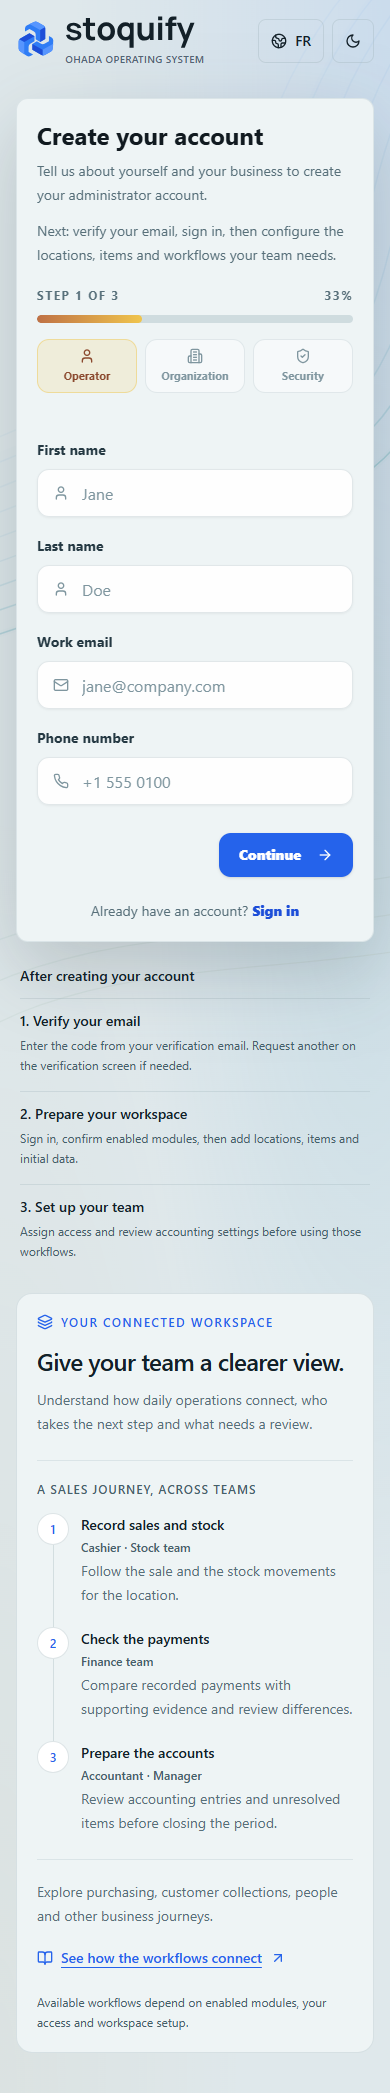 stoquify
OHADA OPERATING SYSTEM
FR
Create your account
Tell us about yourself and your business to create
your administrator account.
Next: verify your email, sign in, then configure the
locations, items and workflows your team needs.
STEP 1 OF 3
33%
Operator
Organization
Security
First name
Jane
Last name
Doe
Work email
jane@company.com
Phone number
+1 555 0100
Continue
Already have an account? Sign in
After creating your account
1. Verify your email
Enter the code from your verification email. Request another on
the verification screen if needed.
2. Prepare your workspace
Sign in, confirm enabled modules, then add locations, items and
initial data.
3. Set up your team
Assign access and review accounting settings before using those
workflows.
YOUR CONNECTED WORKSPACE
Give your team a clearer view.
Understand how daily operations connect, who
takes the next step and what needs a review.
A SALES JOURNEY, ACROSS TEAMS
1
Record sales and stock
Cashier · Stock team
Follow the sale and the stock movements
for the location.
2
Check the payments
Finance team
Compare recorded payments with
supporting evidence and review differences.
3
Prepare the accounts
Accountant · Manager
Review accounting entries and unresolved
items before closing the period.
Explore purchasing, customer collections, people
and other business journeys.
See how the workflows connect
Available workflows depend on enabled modules, your
access and workspace setup.